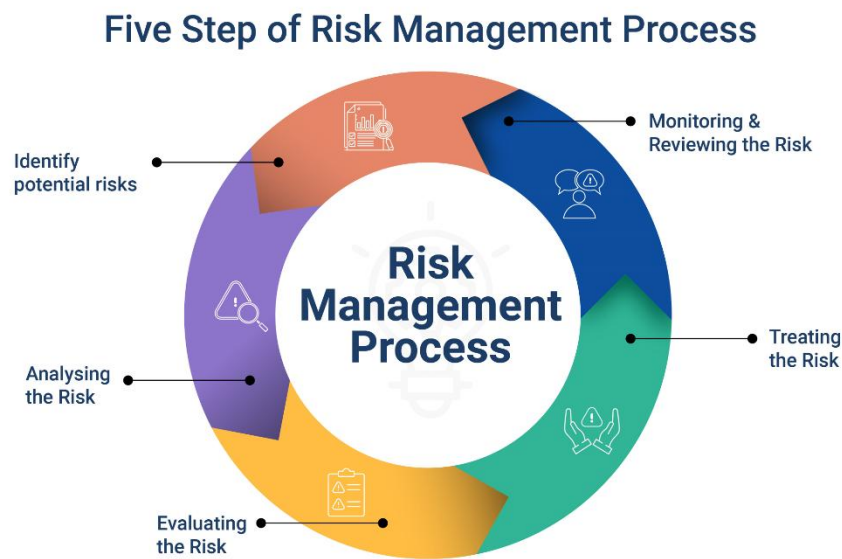 Five Step of Risk Management Process
Monitoring &
Reviewing the Risk
Identify
potential risks
Risk
Management
Process
Treating
the Risk
Analysing
the Risk
Evaluating
the Risk